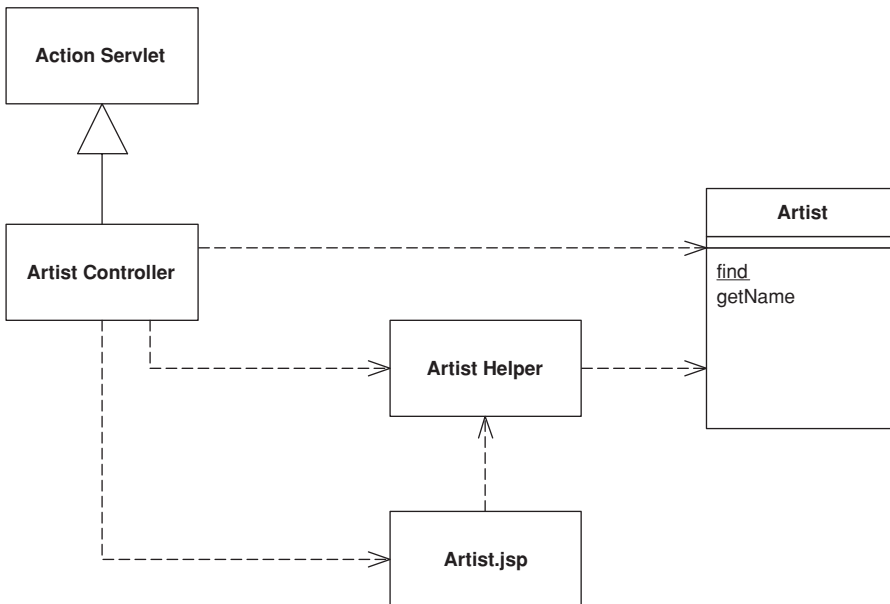 Action Servlet
Artist
Artist Controller
find
getName
Artist Helper
Artist.jsp